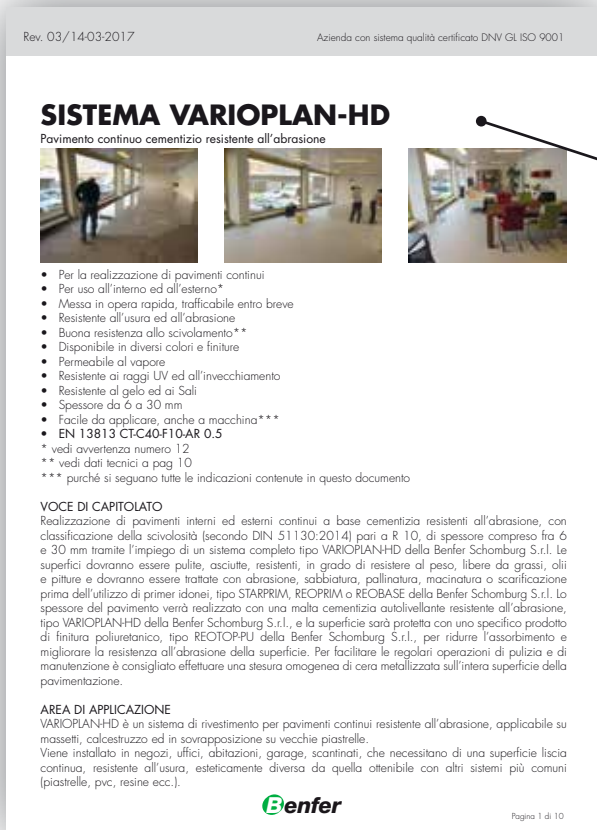 Rev. 03/14-03-2017
Azienda con sistema qualità certificato DNV GL ISO 9001
SISTEMA VARIOPLAN-HD
Pavimento continuo cementizio resistente all'abrasione
• Per la realizzazione di pavimenti continui
• Per uso all'interno ed all'esterno*
• Messa in opera rapida, trafficabile entro breve
• Resistente all'usura ed all'abrasione
• Buona resistenza allo scivolamento**
• Disponibile in diversi colori e finiture
• Permeabile al vapore
• Resistente ai raggi UV ed all'invecchiamento
• Resistente al gelo ed ai Sali
• Spessore da 6 a 30 mm
• Facile da applicare, anche a macchina***
• EN 13813 CT-C40-F10-AR 0.5
* vedi avvertenza numero 12
** vedi dati tecnici a pag 10
*** purché si seguano tutte le indicazioni contenute in questo documento
VOCE DI CAPITOLATO
Realizzazione di pavimenti interni ed esterni continui a base cementizia resistenti all'abrasione, con
classificazione della scivolosità (secondo DIN 51130:2014) pari a R 10, di spessore compreso fra 6
e 30 mm tramite l'impiego di un sistema completo tipo VARIOPLAN-HD della Benfer Schomburg S.r.l. Le
superfici dovranno essere pulite, asciutte, resistenti, in grado di resistere al peso, libere da grassi, olii
e pitture e dovranno essere trattate con abrasione, sabbiatura, pallinatura, macinatura o scarificazione
prima dell'utilizzo di primer idonei, tipo STARPRIM, REOPRIM o REOBASE della Benfer Schomburg S.r.l. Lo
spessore del pavimento verrà realizzato con una malta cementizia autolivellante resistente all'abrasione,
tipo VARIOPLAN-HD della Benfer Schomburg S.r.l., e la superficie sarà protetta con uno specifico prodotto
di finitura poliuretanico, tipo REOTOP-PU della Benfer Schomburg S.r.l., per ridurre l'assorbimento e
migliorare la resistenza all'abrasione della superficie. Per facilitare le regolari operazioni di pulizia e di
manutenzione è consigliato effettuare una stesura omogenea di cera metallizzata sull'intera superficie della
pavimentazione.
AREA DI APPLICAZIONE
VARIOPLAN-HD è un sistema di rivestimento per pavimenti continui resistente all'abrasione, applicabile su
massetti, calcestruzzo ed in sovrapposizione su vecchie piastrelle.
Viene installato in negozi, uffici, abitazioni, garage, scantinati, che necessitano di una superficie liscia
continua, resistente all'usura, esteticamente diversa da quella ottenibile con altri sistemi più comuni
(piastrelle, pvc, resine ecc.).
Benfer
Pagina 1 di 10